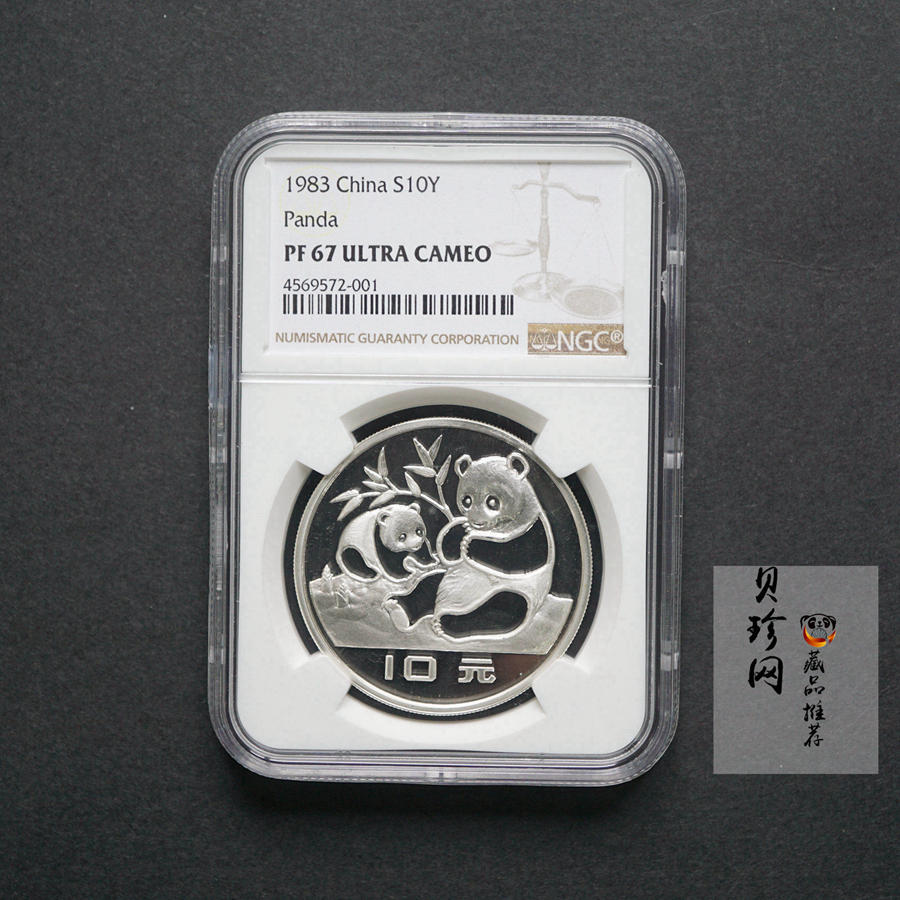 1983 China S10Y
Panda
PF 67 ULTRA CAMEO
4569572-001
NUMISMATIC GUARANTY CORPORATION
NGC®
10 元
贝珍网
藏品推荐